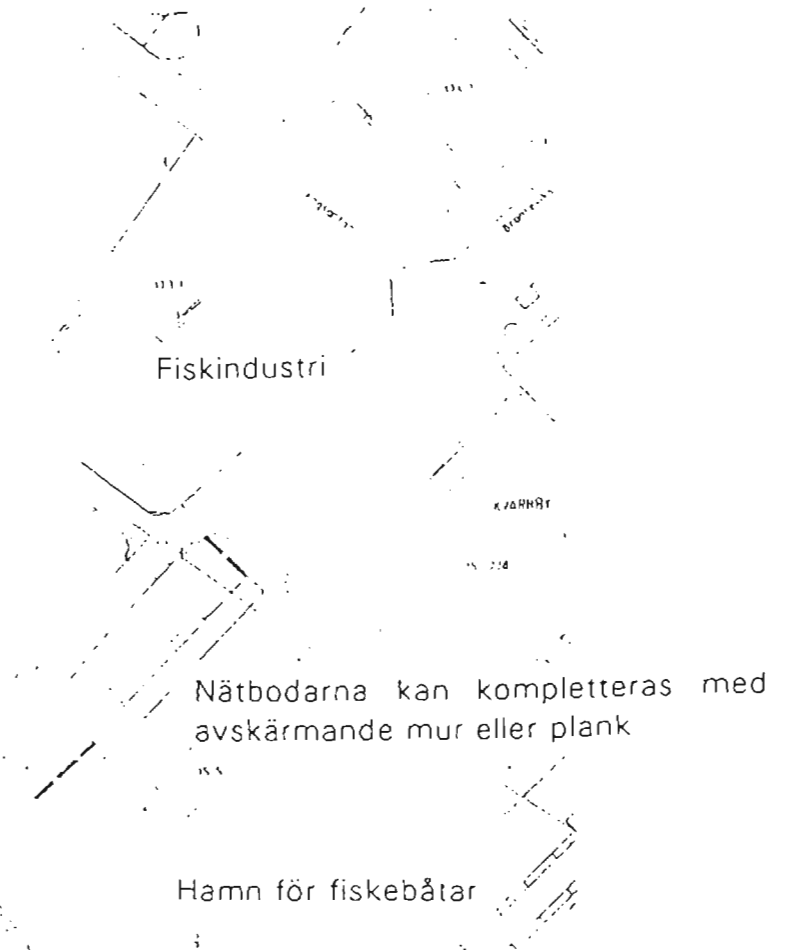 Fiskindustri
Nätbodarna kan kompletteras med
avskärmande mur eller plank
Hamn för fiskebåtar